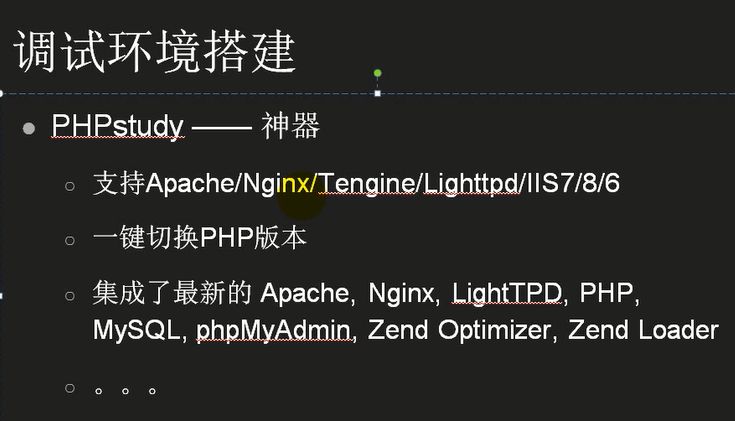 调试环境搭建
PHPstudy —— 神器
支持Apache/Nginx/Tengine/Lighttpd/IIS7/8/6
一键切换PHP版本
集成了最新的 Apache, Nginx, LightTPD, PHP,
MySQL, phpMyAdmin, Zend Optimizer, Zend Loader
。。。